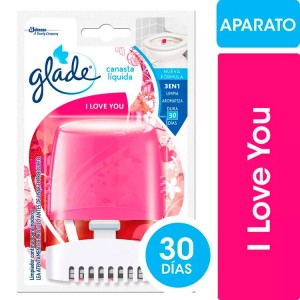 Johnson
A Family Company
glade
canasta
líquida
I LOVE YOU
NUEVA
FÓRMULA
3EN1
LIMPIA
AROMATIZA
DURA
30
DÍAS
30
DÍAS
APARATO
I Love You